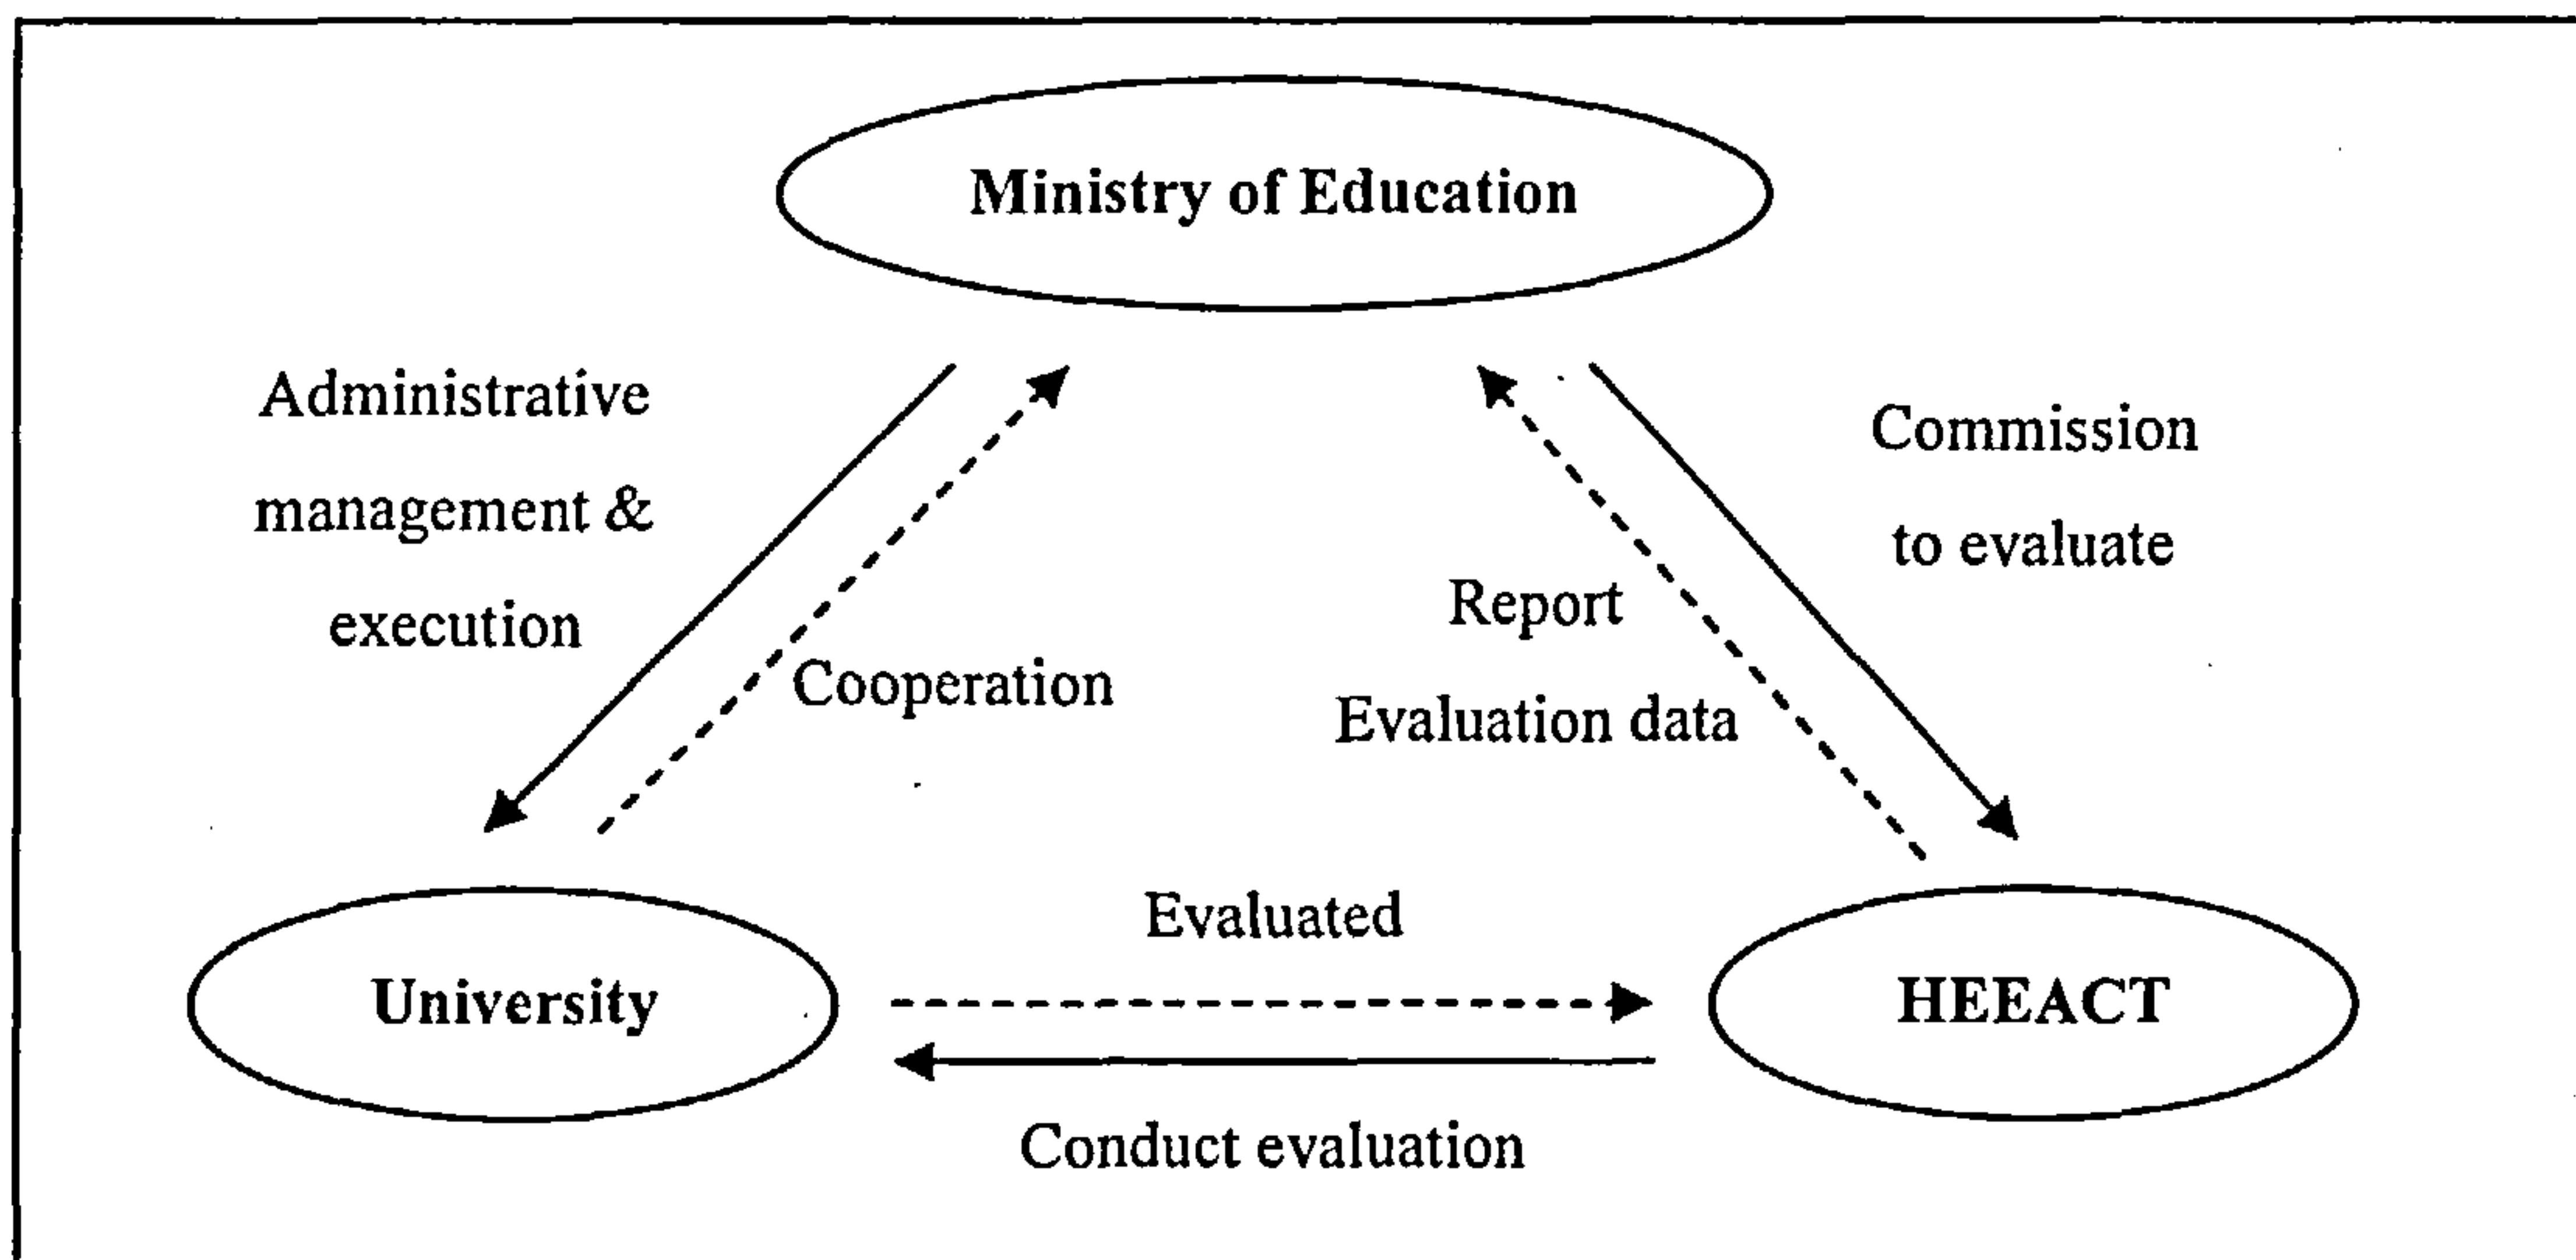 Ministry of Education
Administrative
management &
execution
Cooperation
Commission
to evaluate
Report
Evaluation data
Evaluated
University
HEEACT
Conduct evaluation